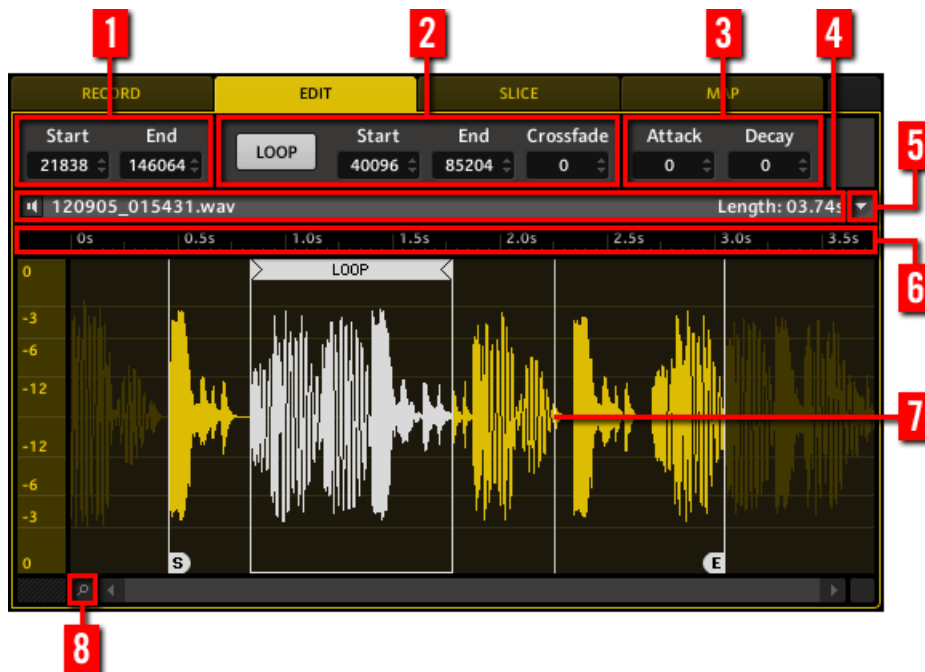 1 2 3 4
RECORD EDIT SLICE MAP
Start End Start End Crossfade Attack Decay
21838 146064 LOOP 40096 85204 0 0 0
5
120905_015431.wav Length: 03.74s
0s 0.5s 1.0s 1.5s 2.0s 2.5s 3.0s 3.5s
6
0 LOOP
-3
-6
-12
7
-12
-6
-3
0 S E
8